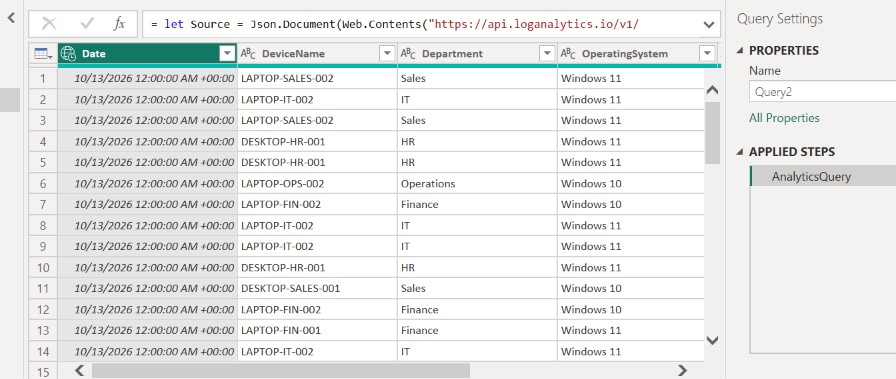 fx = let Source = Json.Document(Web.Contents("https://api.loganalytics.io/v1/
Date ABC DeviceName ABC Department ABC OperatingSystem
1 10/13/2026 12:00:00 AM +00:00 LAPTOP-SALES-002 Sales Windows 11
2 10/13/2026 12:00:00 AM +00:00 LAPTOP-IT-002 IT Windows 11
3 10/13/2026 12:00:00 AM +00:00 LAPTOP-SALES-002 Sales Windows 11
4 10/13/2026 12:00:00 AM +00:00 DESKTOP-HR-001 HR Windows 11
5 10/13/2026 12:00:00 AM +00:00 DESKTOP-HR-001 HR Windows 11
6 10/13/2026 12:00:00 AM +00:00 LAPTOP-OPS-002 Operations Windows 10
7 10/13/2026 12:00:00 AM +00:00 LAPTOP-FIN-002 Finance Windows 10
8 10/13/2026 12:00:00 AM +00:00 LAPTOP-IT-002 IT Windows 11
9 10/13/2026 12:00:00 AM +00:00 LAPTOP-IT-002 IT Windows 11
10 10/13/2026 12:00:00 AM +00:00 DESKTOP-HR-001 HR Windows 11
11 10/13/2026 12:00:00 AM +00:00 DESKTOP-SALES-001 Sales Windows 10
12 10/13/2026 12:00:00 AM +00:00 LAPTOP-FIN-002 Finance Windows 10
13 10/13/2026 12:00:00 AM +00:00 LAPTOP-FIN-001 Finance Windows 11
14 10/13/2026 12:00:00 AM +00:00 LAPTOP-IT-002 IT Windows 11
15
Query Settings
PROPERTIES
Name
Query2
All Properties
APPLIED STEPS
AnalyticsQuery